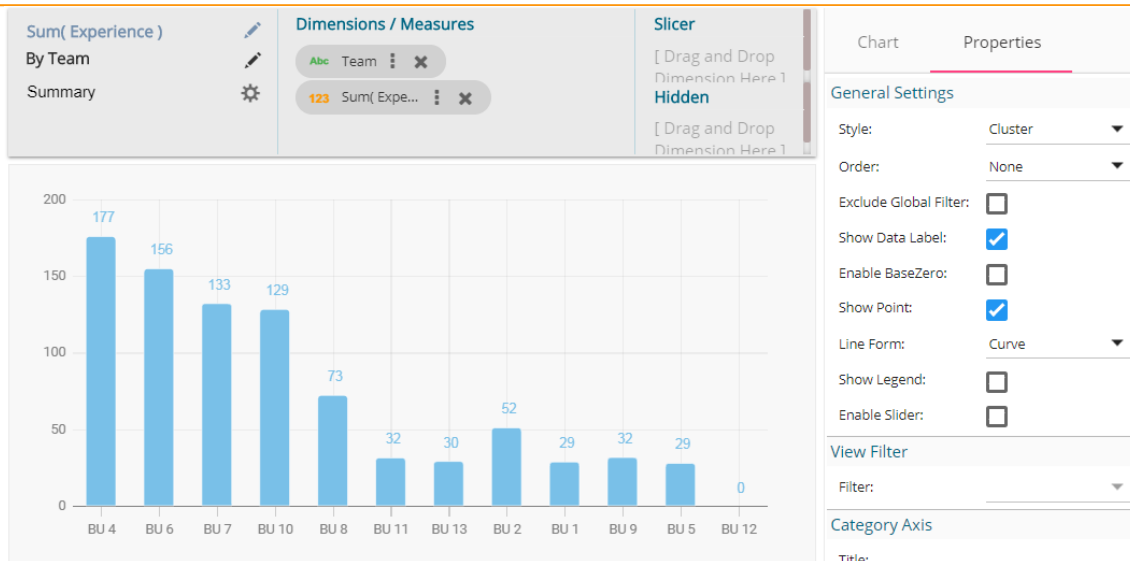 Sum( Experience )
By Team
Summary
Dimensions / Measures
Abc Team
123 Sum( Expe...
Slicer
[ Drag and Drop
Dimension Here ]
Hidden
[ Drag and Drop
Dimension Here ]
Chart Properties
General Settings
Style: Cluster
Order: None
Exclude Global Filter:
Show Data Label:
Enable BaseZero:
Show Point:
Line Form: Curve
Show Legend:
Enable Slider:
View Filter
Filter:
Category Axis
Title:
200
150
100
50
0
177
156
133
129
73
32
30
52
29
32
29
0
BU 4 BU 6 BU 7 BU 10 BU 8 BU 11 BU 13 BU 2 BU 1 BU 9 BU 5 BU 12